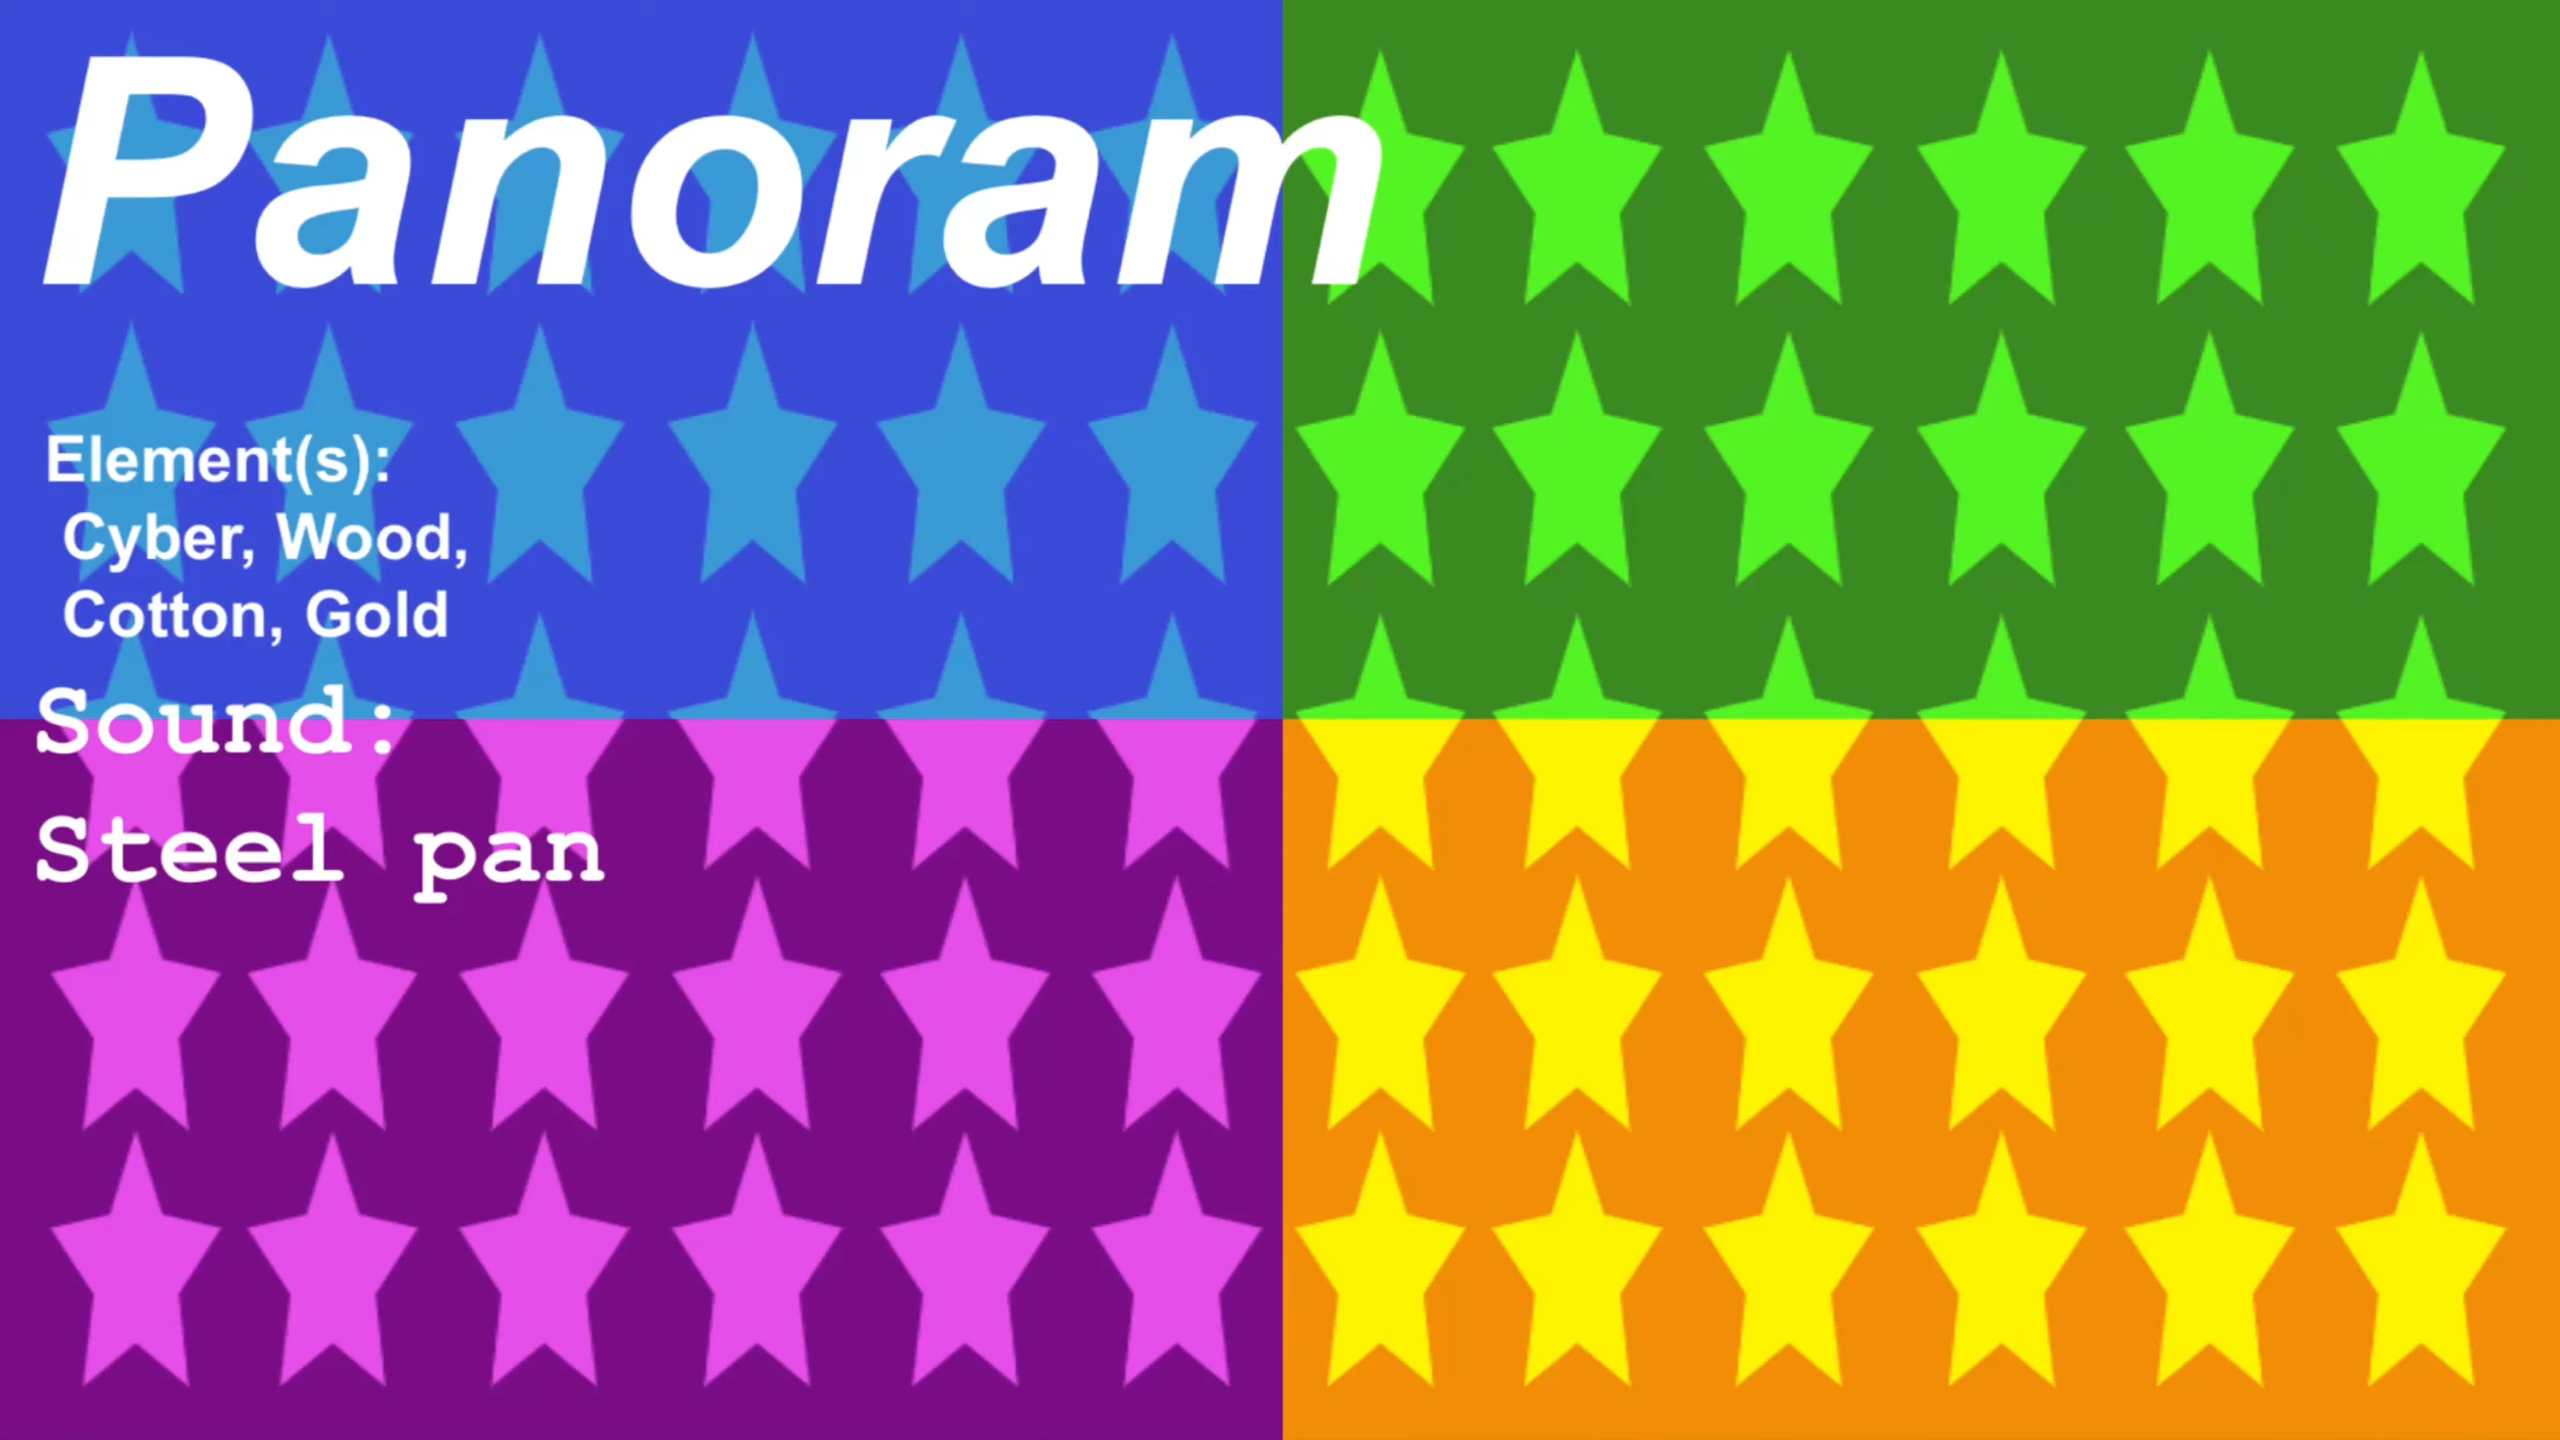 Panoram
Element(s):
Cyber, Wood,
Cotton, Gold
Sound:
Steel pan